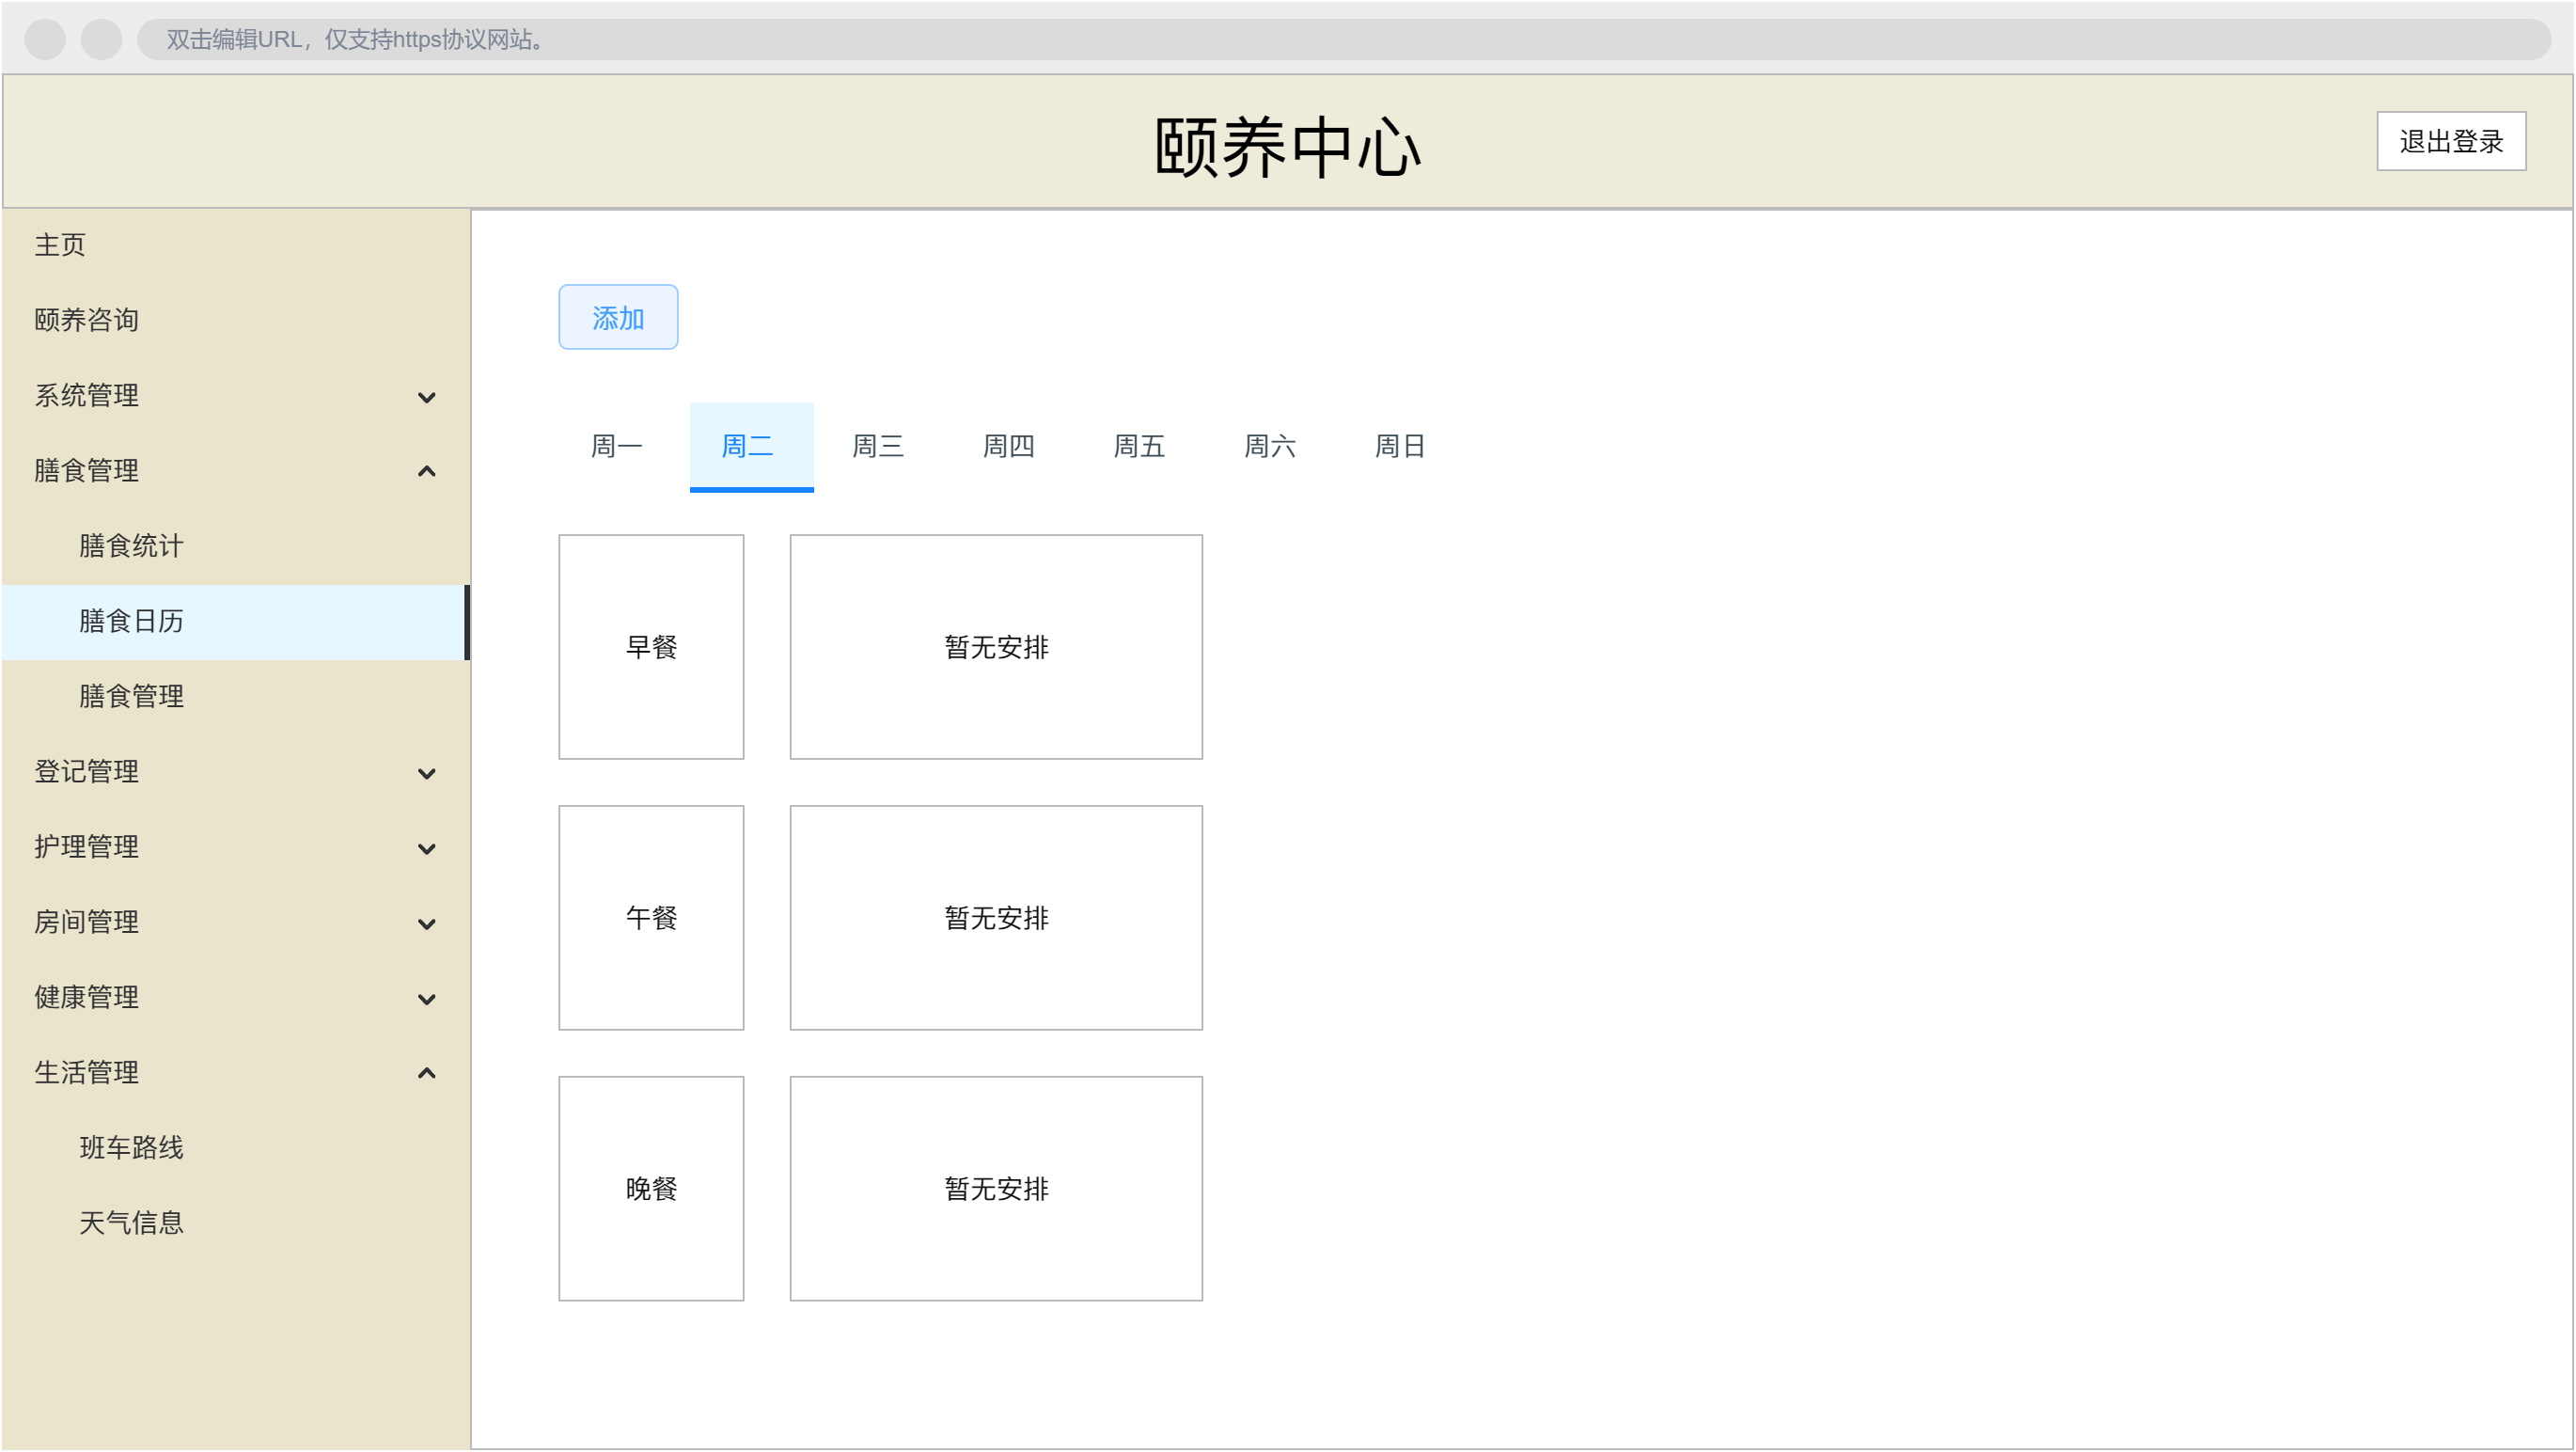 双击编辑URL，仅支持https协议网站。
颐养中心
退出登录
主页
颐养咨询
系统管理
膳食管理
膳食统计
膳食日历
膳食管理
登记管理
护理管理
房间管理
健康管理
生活管理
班车路线
天气信息
添加
周一 周二 周三 周四 周五 周六 周日
早餐 暂无安排
午餐 暂无安排
晚餐 暂无安排